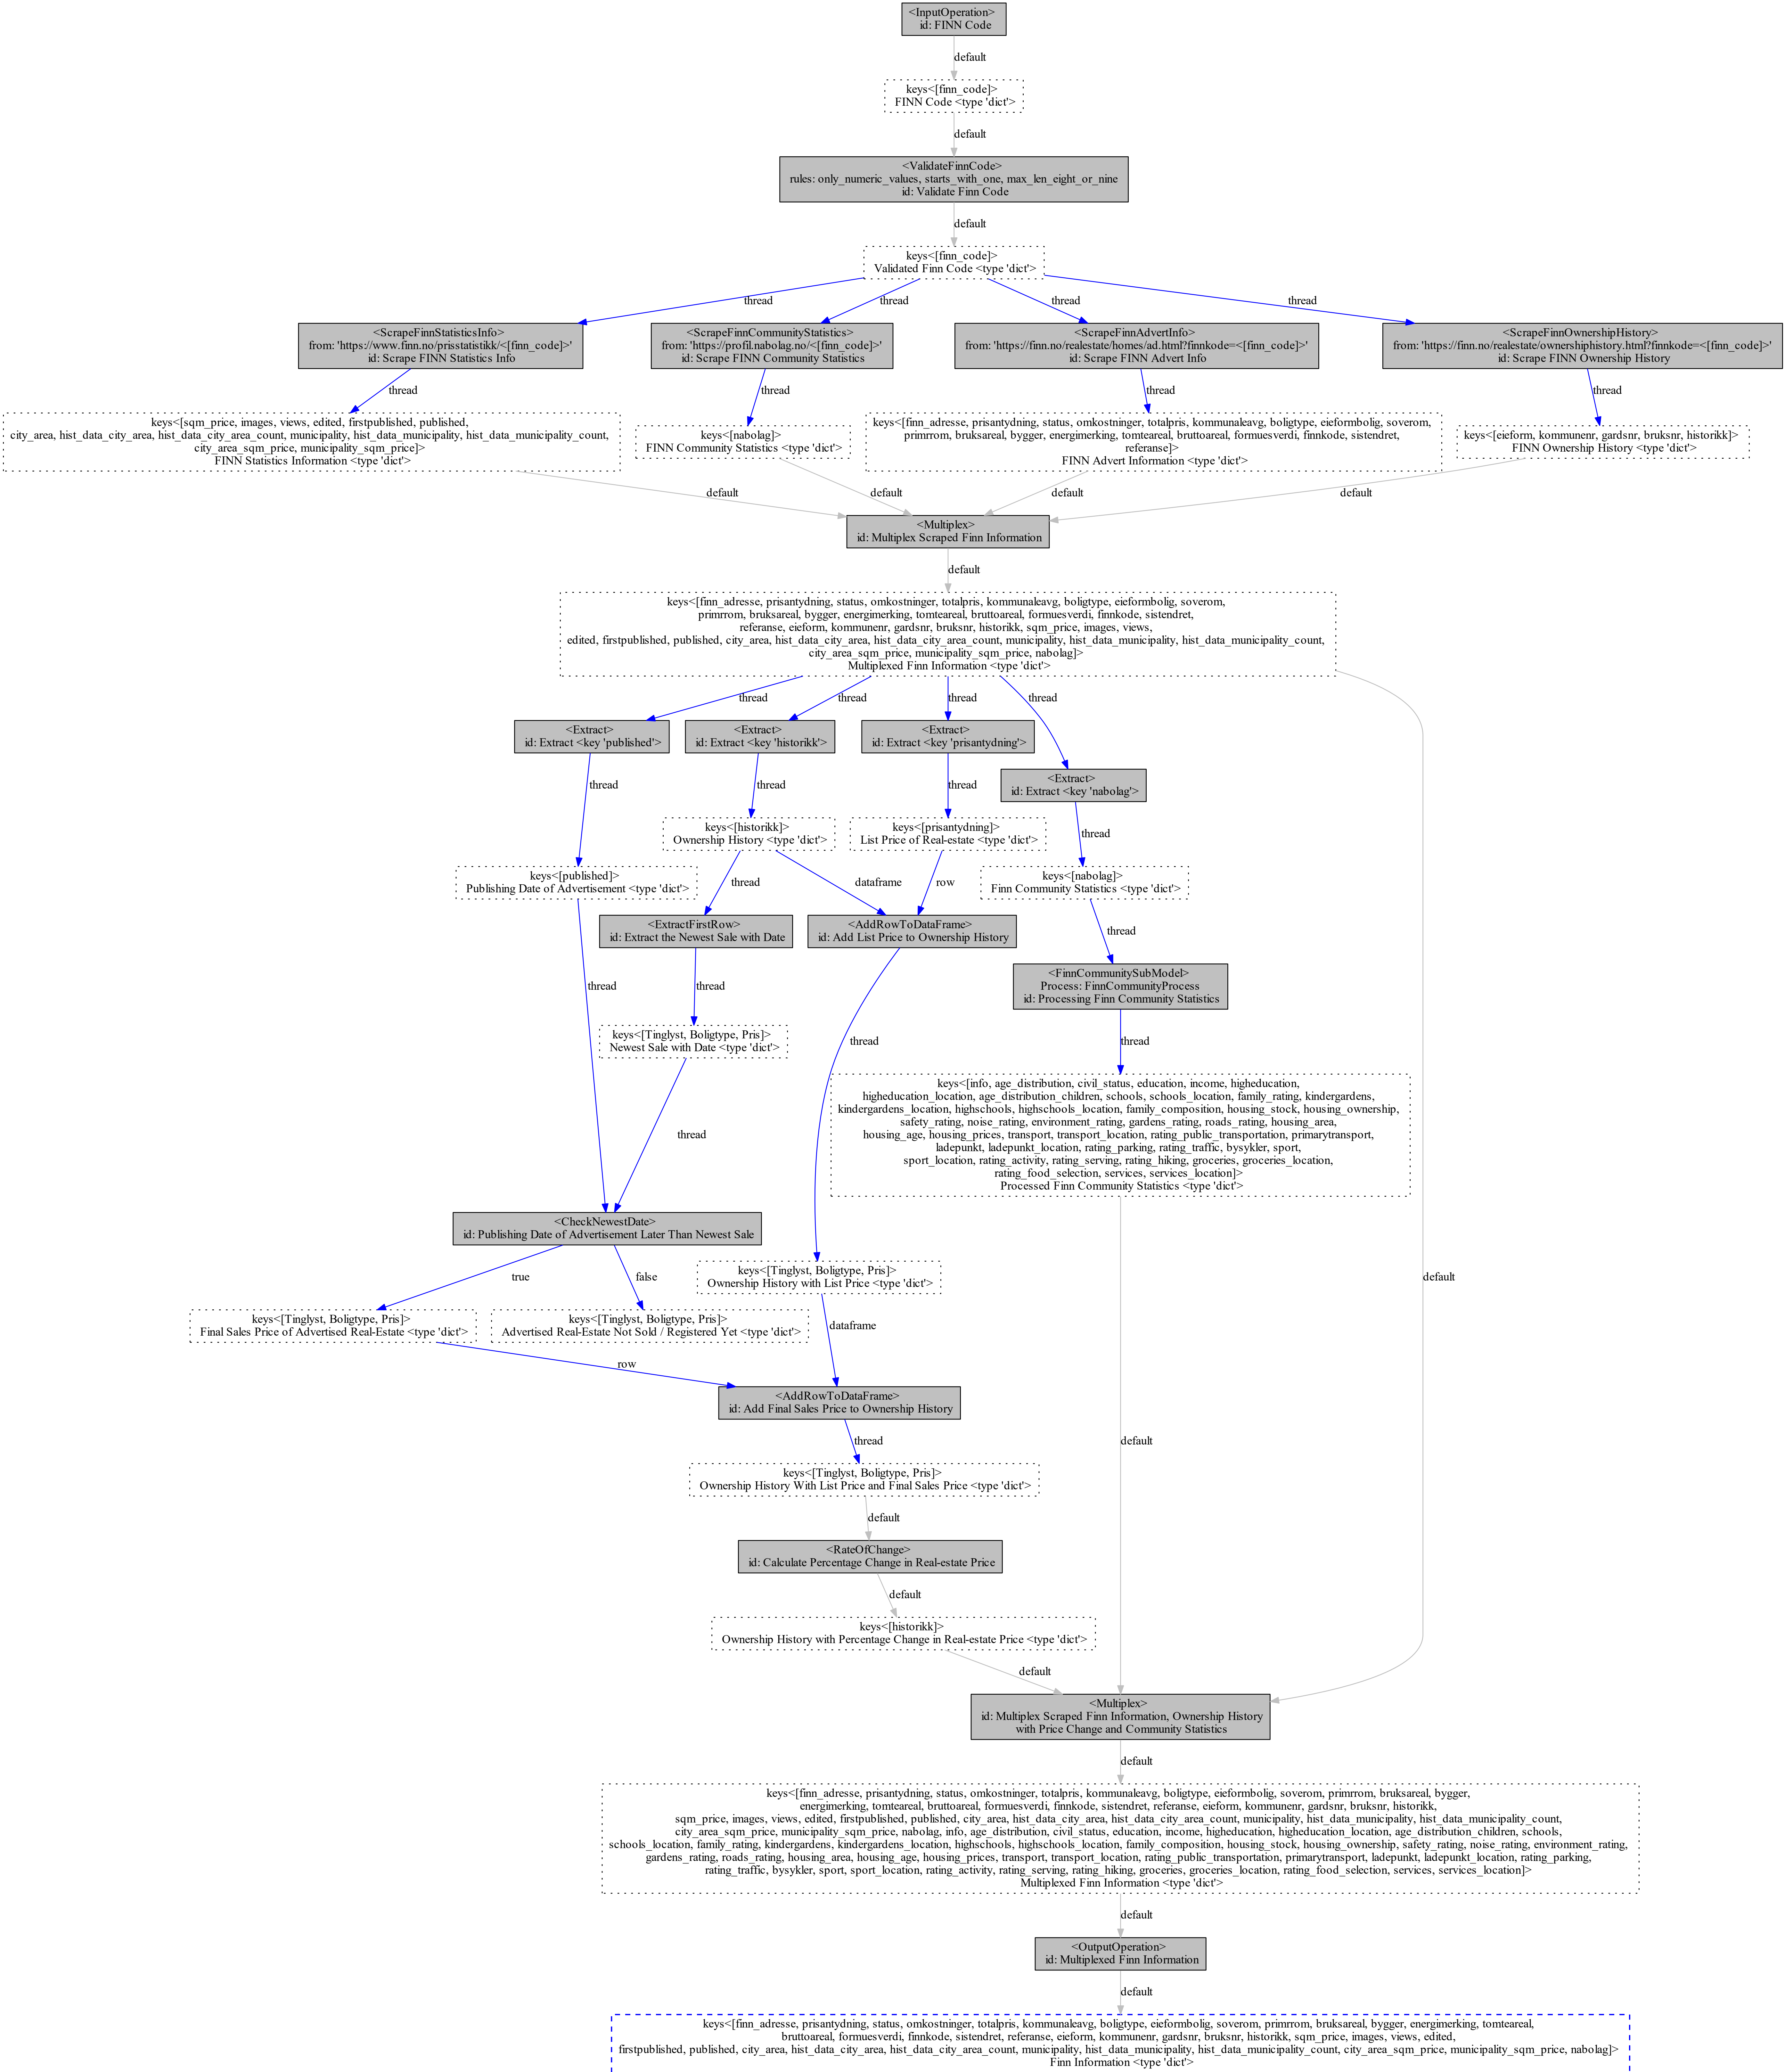 <InputOperation>
id: FINN Code
default
keys<[finn_code]>
FINN Code <type 'dict'>
default
<ValidateFinnCode>
rules: only_numeric_values, starts_with_one, max_len_eight_or_nine
id: Validate Finn Code
default
keys<[finn_code]>
Validated Finn Code <type 'dict'>
thread
thread
thread
thread
<ScrapeFinnStatisticsInfo>
from: 'https://www.finn.no/prisstatistikk/<[finn_code]>'
id: Scrape FINN Statistics Info
<ScrapeFinnCommunityStatistics>
from: 'https://profil.nabolag.no/<[finn_code]>'
id: Scrape FINN Community Statistics
<ScrapeFinnAdvertInfo>
from: 'https://finn.no/realestate/homes/ad.html?finnkode=<[finn_code]>'
id: Scrape FINN Advert Info
<ScrapeFinnOwnershipHistory>
from: 'https://finn.no/realestate/ownershiphistory.html?finnkode=<[finn_code]>'
id: Scrape FINN Ownership History
thread
thread
thread
thread
keys<[sqm_price, images, views, edited, firstpublished, published,
city_area, hist_data_city_area, hist_data_city_area_count, municipality, hist_data_municipality, hist_data_municipality_count,
city_area_sqm_price, municipality_sqm_price]>
FINN Statistics Information <type 'dict'>
keys<[nabolag]>
FINN Community Statistics <type 'dict'>
keys<[finn_adresse, prisantydning, status, omkostninger, totalpris, kommunaleavg, boligtype, eieformbolig, soverom,
primrrom, bruksareal, bygger, energimerking, tomteareal, bruttoareal, formuesverdi, finnkode, sistendret,
referanse]>
FINN Advert Information <type 'dict'>
keys<[eieform, kommunenr, gardsnr, bruksnr, historikk]>
FINN Ownership History <type 'dict'>
default
default
default
default
<Multiplex>
id: Multiplex Scraped Finn Information
default
keys<[finn_adresse, prisantydning, status, omkostninger, totalpris, kommunaleavg, boligtype, eieformbolig, soverom,
primrrom, bruksareal, bygger, energimerking, tomteareal, bruttoareal, formuesverdi, finnkode, sistendret,
referanse, eieform, kommunenr, gardsnr, bruksnr, historikk, sqm_price, images, views,
edited, firstpublished, published, city_area, hist_data_city_area, hist_data_city_area_count, municipality, hist_data_municipality, hist_data_municipality_count,
city_area_sqm_price, municipality_sqm_price, nabolag]>
Multiplexed Finn Information <type 'dict'>
thread
thread
thread
thread
<Extract>
id: Extract <key 'published'>
<Extract>
id: Extract <key 'historikk'>
<Extract>
id: Extract <key 'prisantydning'>
<Extract>
id: Extract <key 'nabolag'>
thread
thread
thread
thread
keys<[historikk]>
Ownership History <type 'dict'>
keys<[prisantydning]>
List Price of Real-estate <type 'dict'>
keys<[published]>
Publishing Date of Advertisement <type 'dict'>
keys<[nabolag]>
Finn Community Statistics <type 'dict'>
thread
dataframe
row
<ExtractFirstRow>
id: Extract the Newest Sale with Date
<AddRowToDataFrame>
id: Add List Price to Ownership History
thread
<FinnCommunitySubModel>
Process: FinnCommunityProcess
id: Processing Finn Community Statistics
thread
thread
thread
thread
keys<[Tinglyst, Boligtype, Pris]>
Newest Sale with Date <type 'dict'>
keys<[info, age_distribution, civil_status, education, income, higheducation,
higheducation_location, age_distribution_children, schools, schools_location, family_rating, kindergardens,
kindergardens_location, highschools, highschools_location, family_composition, housing_stock, housing_ownership,
safety_rating, noise_rating, environment_rating, gardens_rating, roads_rating, housing_area,
housing_age, housing_prices, transport, transport_location, rating_public_transportation, primarytransport,
ladepunkt, ladepunkt_location, rating_parking, rating_traffic, bysykler, sport,
sport_location, rating_activity, rating_serving, rating_hiking, groceries, groceries_location,
rating_food_selection, services, services_location]>
Processed Finn Community Statistics <type 'dict'>
thread
<CheckNewestDate>
id: Publishing Date of Advertisement Later Than Newest Sale
true
false
keys<[Tinglyst, Boligtype, Pris]>
Ownership History with List Price <type 'dict'>
default
keys<[Tinglyst, Boligtype, Pris]>
Final Sales Price of Advertised Real-Estate <type 'dict'>
keys<[Tinglyst, Boligtype, Pris]>
Advertised Real-Estate Not Sold / Registered Yet <type 'dict'>
dataframe
row
<AddRowToDataFrame>
id: Add Final Sales Price to Ownership History
thread
default
keys<[Tinglyst, Boligtype, Pris]>
Ownership History With List Price and Final Sales Price <type 'dict'>
default
<RateOfChange>
id: Calculate Percentage Change in Real-estate Price
default
keys<[historikk]>
Ownership History with Percentage Change in Real-estate Price <type 'dict'>
default
<Multiplex>
id: Multiplex Scraped Finn Information, Ownership History
with Price Change and Community Statistics
default
keys<[finn_adresse, prisantydning, status, omkostninger, totalpris, kommunaleavg, boligtype, eieformbolig, soverom, primrrom, bruksareal, bygger,
energimerking, tomteareal, bruttoareal, formuesverdi, finnkode, sistendret, referanse, eieform, kommunenr, gardsnr, bruksnr, historikk,
sqm_price, images, views, edited, firstpublished, published, city_area, hist_data_city_area, hist_data_city_area_count, municipality, hist_data_municipality, hist_data_municipality_count,
city_area_sqm_price, municipality_sqm_price, nabolag, info, age_distribution, civil_status, education, income, higheducation, higheducation_location, age_distribution_children, schools,
schools_location, family_rating, kindergardens, kindergardens_location, highschools, highschools_location, family_composition, housing_stock, housing_ownership, safety_rating, noise_rating, environment_rating,
gardens_rating, roads_rating, housing_area, housing_age, housing_prices, transport, transport_location, rating_public_transportation, primarytransport, ladepunkt, ladepunkt_location, rating_parking,
rating_traffic, bysykler, sport, sport_location, rating_activity, rating_serving, rating_hiking, groceries, groceries_location, rating_food_selection, services, services_location]>
Multiplexed Finn Information <type 'dict'>
default
<OutputOperation>
id: Multiplexed Finn Information
default
keys<[finn_adresse, prisantydning, status, omkostninger, totalpris, kommunaleavg, boligtype, eieformbolig, soverom, primrrom, bruksareal, bygger, energimerking, tomteareal,
bruttoareal, formuesverdi, finnkode, sistendret, referanse, eieform, kommunenr, gardsnr, bruksnr, historikk, sqm_price, images, views, edited,
firstpublished, published, city_area, hist_data_city_area, hist_data_city_area_count, municipality, hist_data_municipality, hist_data_municipality_count, city_area_sqm_price, municipality_sqm_price, nabolag]>
Finn Information <type 'dict'>